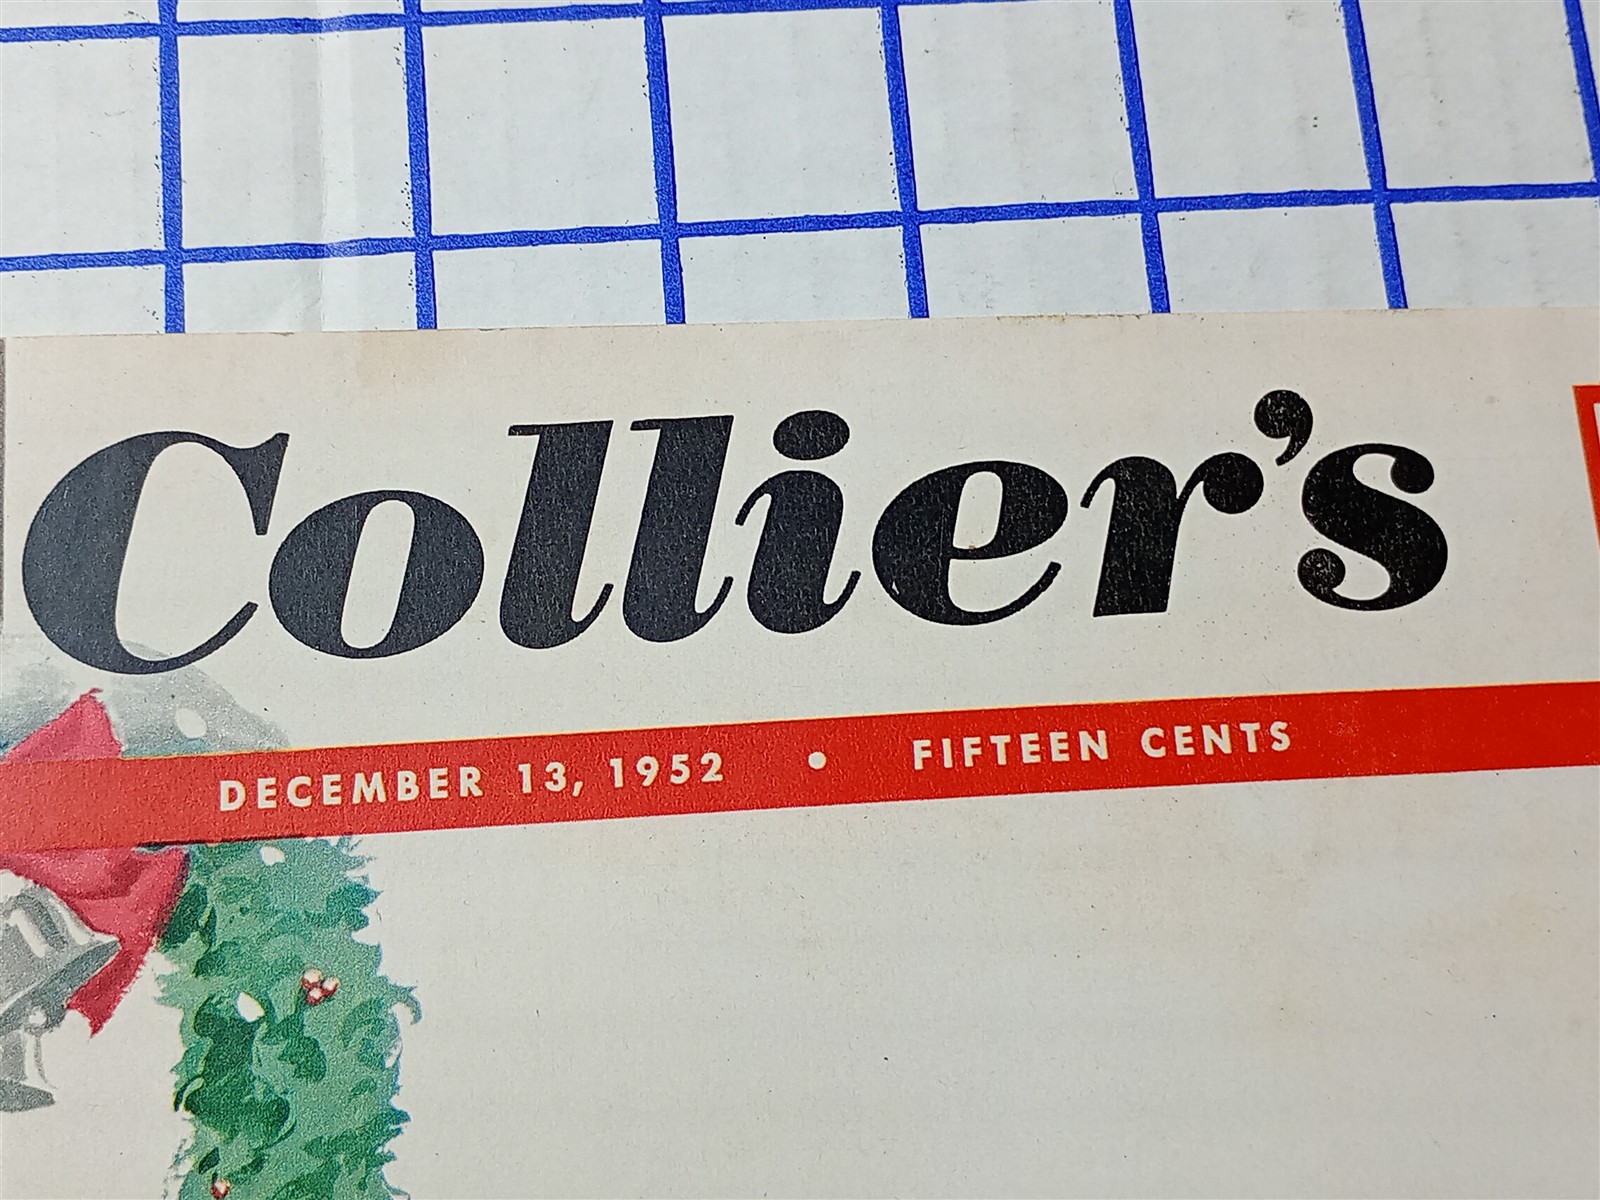 Collier's
DECEMBER 13, 1952 • FIFTEEN CENTS